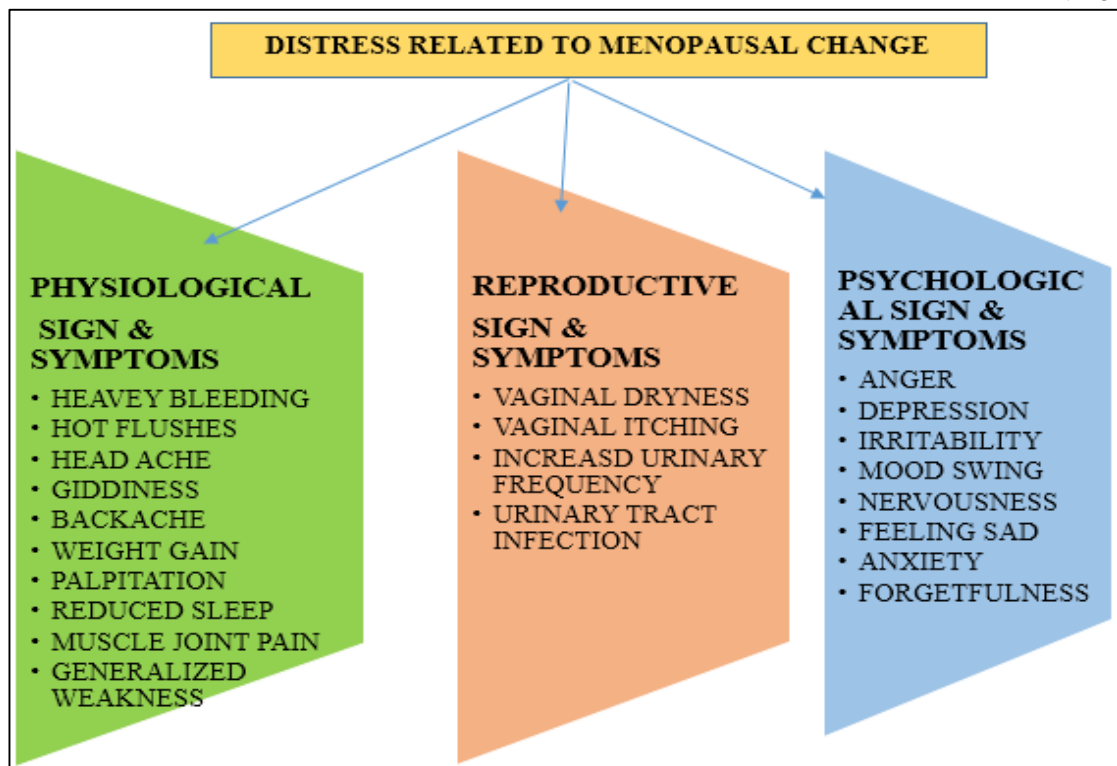 DISTRESS RELATED TO MENOPAUSAL CHANGE
PHYSIOLOGICAL
SIGN &
SYMPTOMS
• HEAVEY BLEEDING
• HOT FLUSHES
• HEAD ACHE
• GIDDINESS
• BACKACHE
• WEIGHT GAIN
• PALPITATION
• REDUCED SLEEP
• MUSCLE JOINT PAIN
• GENERALIZED
WEAKNESS
REPRODUCTIVE
SIGN &
SYMPTOMS
• VAGINAL DRYNESS
• VAGINAL ITCHING
• INCREASD URINARY
FREQUENCY
• URINARY TRACT
INFECTION
PSYCHOLOGIC
AL SIGN &
SYMPTOMS
• ANGER
• DEPRESSION
• IRRITABILITY
• MOOD SWING
• NERVOUSNESS
• FEELING SAD
• ANXIETY
• FORGETFULNESS